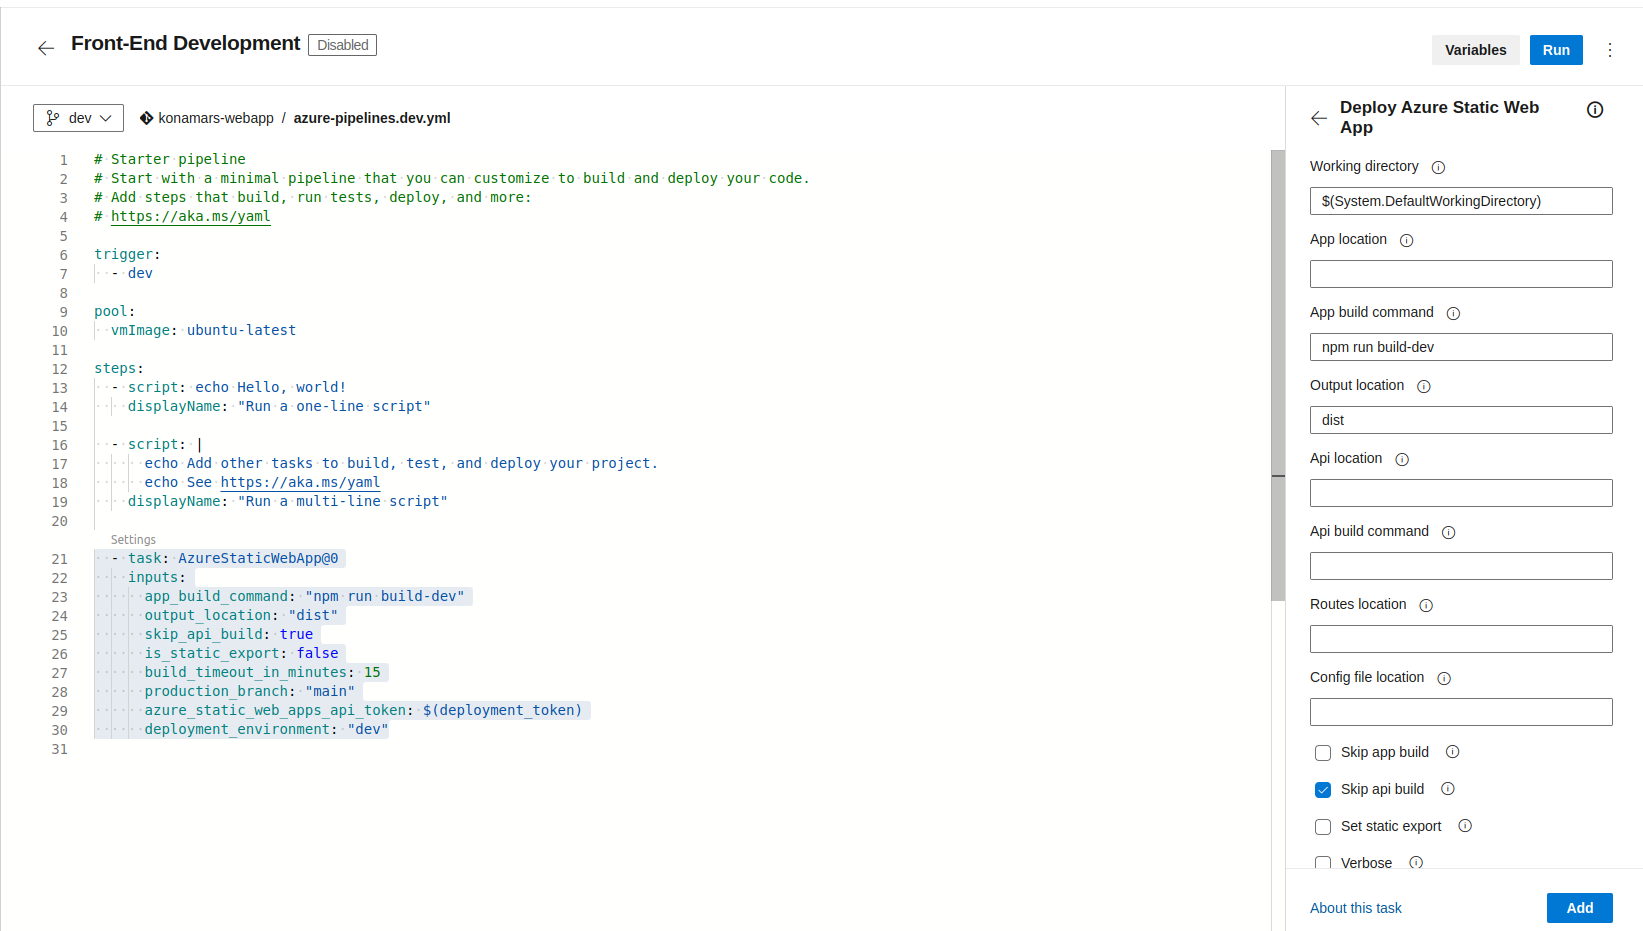 Front-End Development Disabled
Variables Run
dev konamars-webapp / azure-pipelines.dev.yml
1 # Starter pipeline
2 # Start with a minimal pipeline that you can customize to build and deploy your code.
3 # Add steps that build, run tests, deploy, and more:
4 # https://aka.ms/yaml
5
6 trigger:
7   - dev
8
9 pool:
10   vmImage: ubuntu-latest
11
12 steps:
13   - script: echo Hello, world!
14     displayName: "Run a one-line script"
15
16   - script: |
17       echo Add other tasks to build, test, and deploy your project.
18       echo See https://aka.ms/yaml
19     displayName: "Run a multi-line script"
20
Settings
21   - task: AzureStaticWebApp@0
22     inputs:
23       app_build_command: "npm run build-dev"
24       output_location: "dist"
25       skip_api_build: true
26       is_static_export: false
27       build_timeout_in_minutes: 15
28       production_branch: "main"
29       azure_static_web_apps_api_token: $(deployment_token)
30       deployment_environment: "dev"
31
Deploy Azure Static Web
App
Working directory
$(System.DefaultWorkingDirectory)
App location
App build command
npm run build-dev
Output location
dist
Api location
Api build command
Routes location
Config file location
Skip app build
Skip api build
Set static export
Verbose
About this task Add